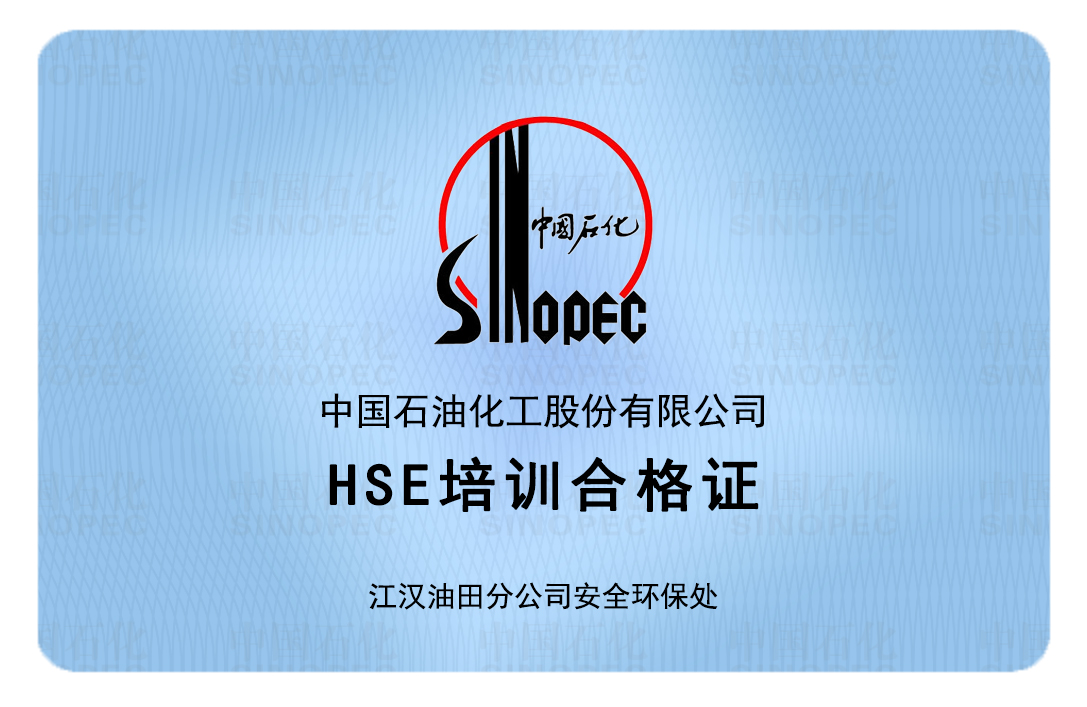 中国石化
SINOPEC
中国石油化工股份有限公司
HSE培训合格证
江汉油田分公司安全环保处